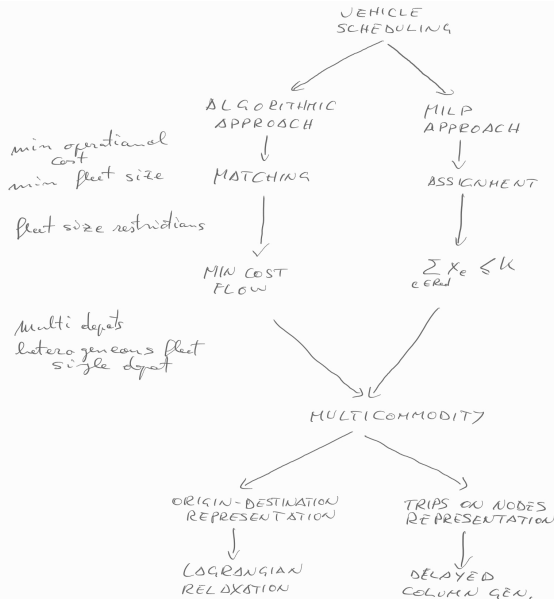 VEHICLE
SCHEDULING
ALGORITHMIC
APPROACH
MILP
APPROACH
min operational
cost
min fleet size
MATCHING
ASSIGNMENT
fleet size restrictions
MIN COST
FLOW
∑ xₑ ≤ K
e ∈ Red
multi depots
heterogeneous fleet
single depot
MULTICOMMODITY
ORIGIN-DESTINATION
REPRESENTATION
TRIPS ON NODES
REPRESENTATION
LAGRANGIAN
RELAXATION
DELAYED
COLUMN GEN.